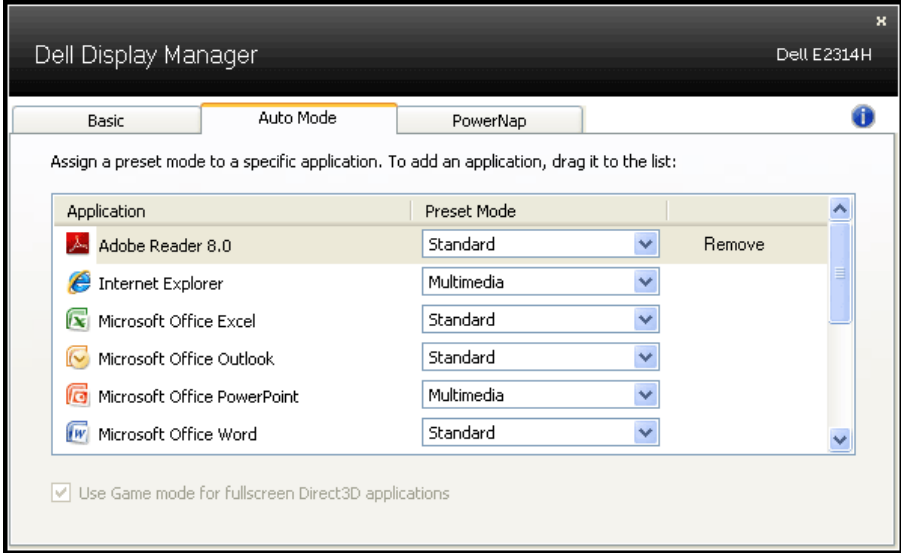 Dell Display Manager
Dell E2314H
Basic
Auto Mode
PowerNap
Assign a preset mode to a specific application. To add an application, drag it to the list:
Application Preset Mode
Adobe Reader 8.0 Standard Remove
Internet Explorer Multimedia
Microsoft Office Excel Standard
Microsoft Office Outlook Standard
Microsoft Office PowerPoint Multimedia
Microsoft Office Word Standard
Use Game mode for fullscreen Direct3D applications